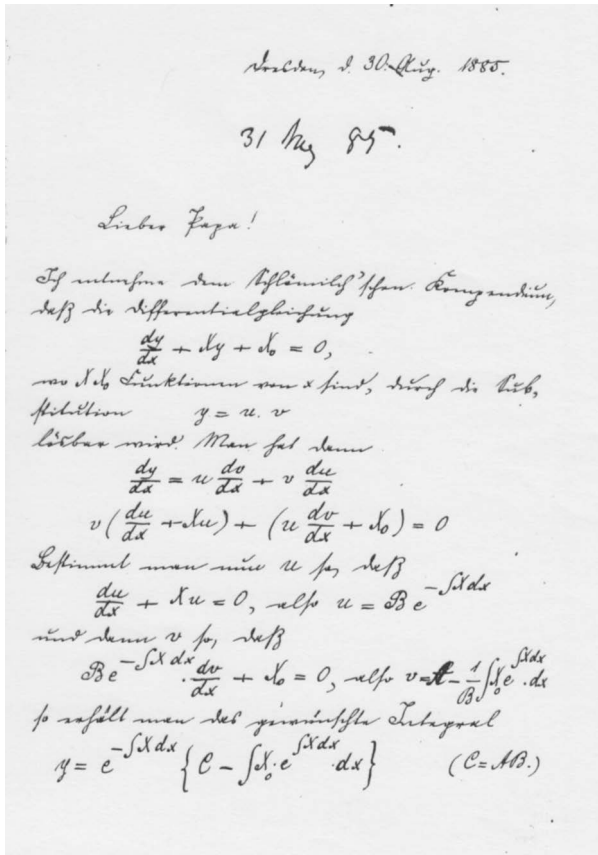 Dresden, d. 30. Aug. 1885.
31 Aug 85.
Lieber Papa!
Ich entnehme dem Schlömilch'schen Kompendium,
daß die Differentialgleichung
dy/dx + Xy + X₀ = 0,
wo X X₀ Funktionen von x sind, durch die Sub-
stitution y = u. v
lösbar wird. Man hat dann
dy/dx = u dv/dx + v du/dx
v(du/dx + Xu) + (u dv/dx + X₀) = 0
Bestimmt man nun u so, daß
du/dx + Xu = 0, also u = Be^(-∫Xdx)
und dann v so, daß
Be^(-∫Xdx) . dv/dx + X₀ = 0, also v = A - 1/B ∫X₀e^(∫Xdx) . dx
so erhält man das gewünschte Integral
y = e^(-∫Xdx) {C - ∫X₀.e^(∫Xdx) . dx} (C = AB.)